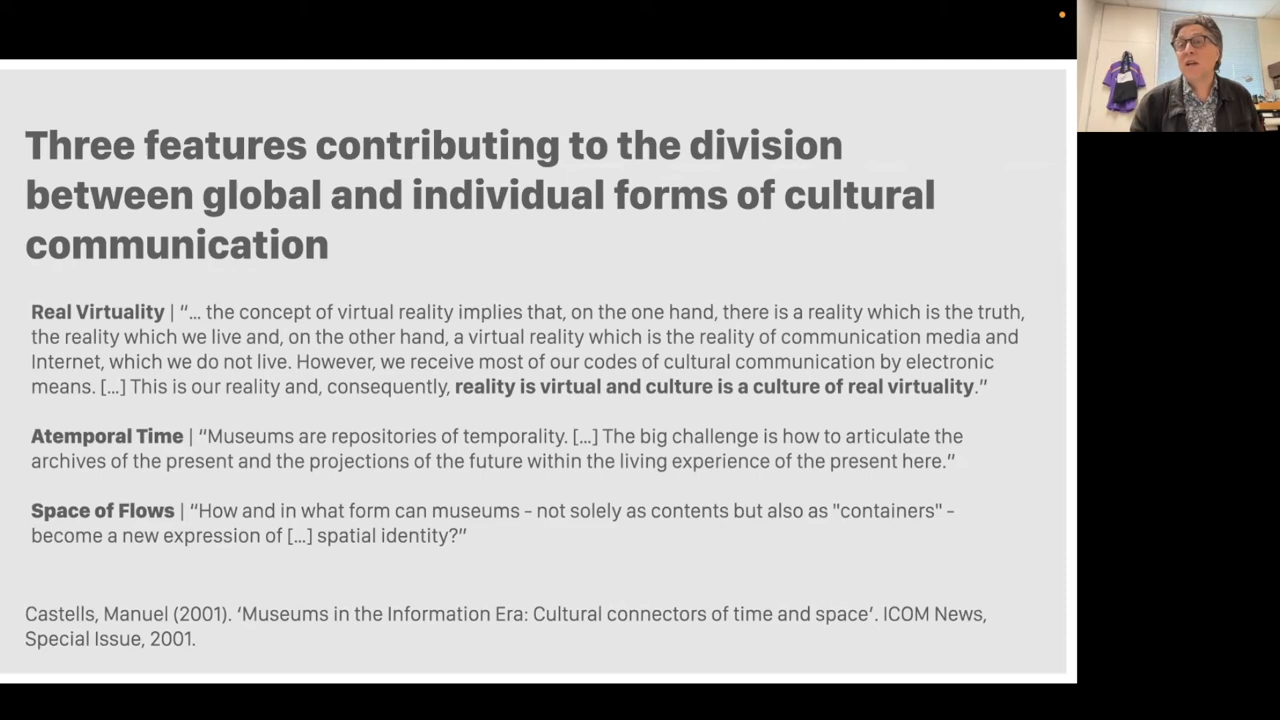 Three features contributing to the division
between global and individual forms of cultural
communication
Real Virtuality | “... the concept of virtual reality implies that, on the one hand, there is a reality which is the truth,
the reality which we live and, on the other hand, a virtual reality which is the reality of communication media and
Internet, which we do not live. However, we receive most of our codes of cultural communication by electronic
means. [...] This is our reality and, consequently, reality is virtual and culture is a culture of real virtuality.”
Atemporal Time | “Museums are repositories of temporality. [...] The big challenge is how to articulate the
archives of the present and the projections of the future within the living experience of the present here.”
Space of Flows | “How and in what form can museums - not solely as contents but also as "containers" -
become a new expression of [...] spatial identity?”
Castells, Manuel (2001). ‘Museums in the Information Era: Cultural connectors of time and space’. ICOM News,
Special Issue, 2001.